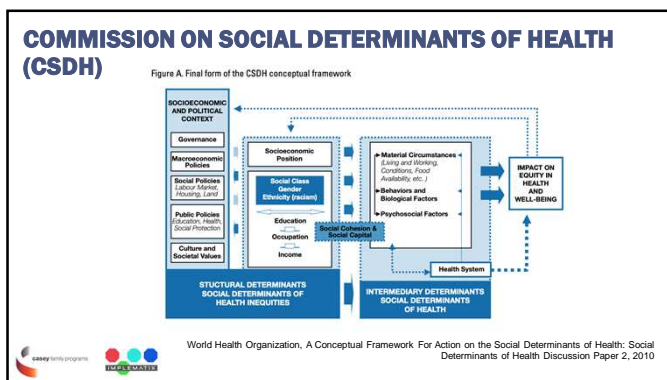 COMMISSION ON SOCIAL DETERMINANTS OF HEALTH
(CSDH)
Figure A. Final form of the CSDH conceptual framework
SOCIOECONOMIC
AND POLITICAL
CONTEXT
Governance
Macroeconomic
Policies
Social Policies
Labour Market,
Housing, Land
Public Policies
Education, Health,
Social Protection
Culture and
Societal Values
Socioeconomic
Position
Social Class
Gender
Ethnicity (racism)
Education
Occupation
Income
Social Cohesion &
Social Capital
Material Circumstances
(Living and Working,
Conditions, Food
Availability, etc. )
Behaviors and
Biological Factors
Psychosocial Factors
Health System
IMPACT ON
EQUITY IN
HEALTH
AND
WELL-BEING
STUCTURAL DETERMINANTS
SOCIAL DETERMINANTS OF
HEALTH INEQUITIES
INTERMEDIARY DETERMINANTS
SOCIAL DETERMINANTS
OF HEALTH
casey family programs
IMPLEMATIX
World Health Organization, A Conceptual Framework For Action on the Social Determinants of Health: Social
Determinants of Health Discussion Paper 2, 2010